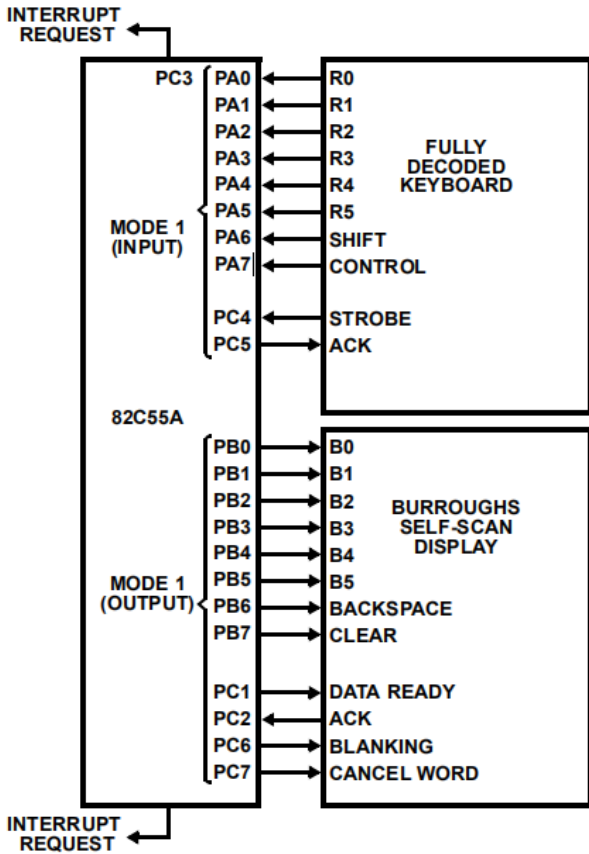 INTERRUPT
REQUEST
PC3 PA0 R0
PA1 R1
PA2 R2
PA3 R3
PA4 R4
PA5 R5
PA6 SHIFT
PA7 CONTROL
MODE 1
(INPUT)
FULLY
DECODED
KEYBOARD
PC4 STROBE
PC5 ACK
82C55A
PB0 B0
PB1 B1
PB2 B2
PB3 B3
PB4 B4
PB5 B5
PB6 BACKSPACE
PB7 CLEAR
MODE 1
(OUTPUT)
BURROUGHS
SELF-SCAN
DISPLAY
PC1 DATA READY
PC2 ACK
PC6 BLANKING
PC7 CANCEL WORD
INTERRUPT
REQUEST